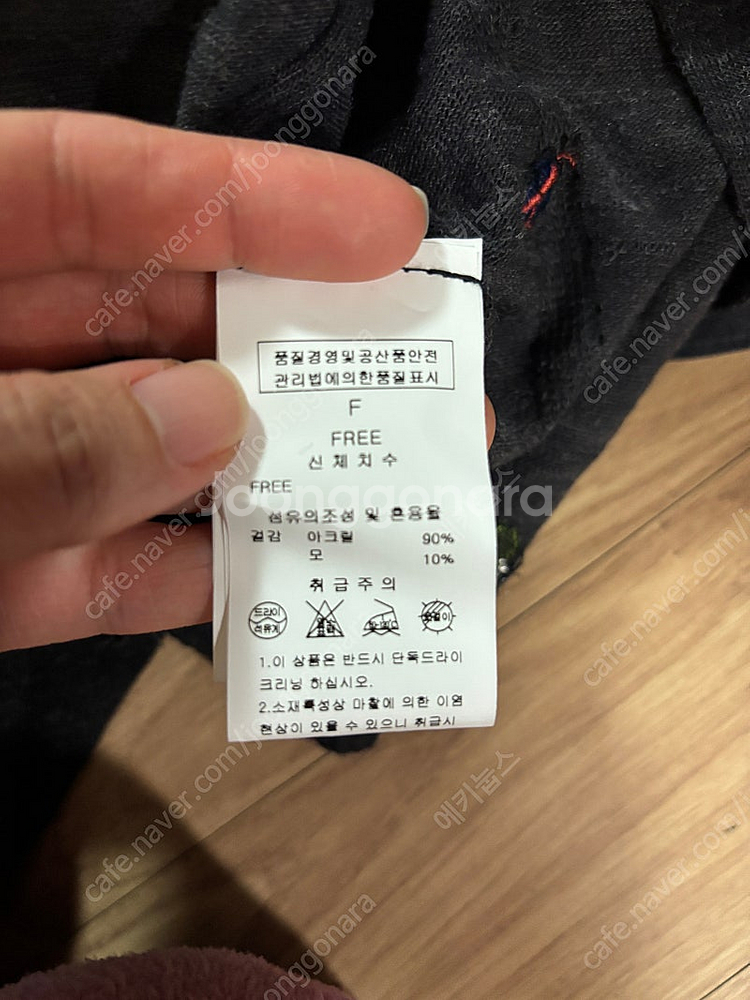 품질경영및공산품안전
관리법에의한품질표시
F
FREE
신체치수
FREE
섬유의조성 및 혼용율
겉감 아크릴 90%
모 10%
취급주의
드라이
석유계
1.이 상품은 반드시 단독드라이
크리닝 하십시오.
2.소재특성상 마찰에 의한 이염
현상이 있을 수 있으니 취급시
joonggonara
cafe.naver.com/joonggonara
에키눌스